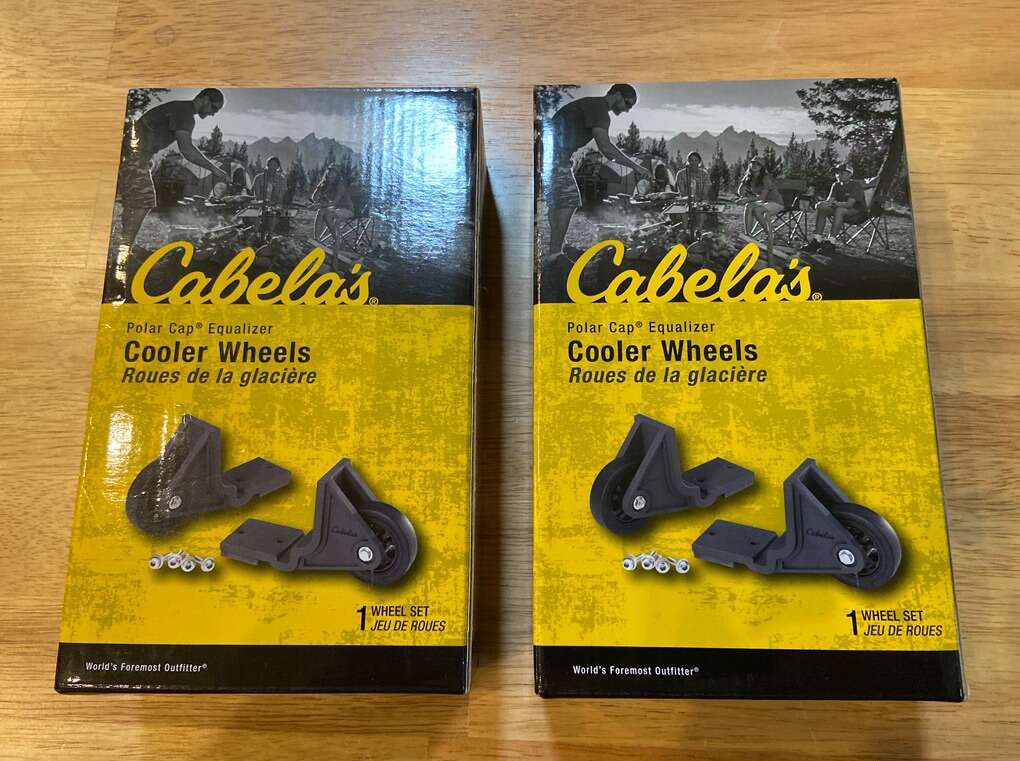 Cabela's®
Polar Cap® Equalizer
Cooler Wheels
Roues de la glacière
Cabela's
1 WHEEL SET
JEU DE ROUES
World's Foremost Outfitter®
Cabela's®
Polar Cap® Equalizer
Cooler Wheels
Roues de la glacière
Cabela's
1 WHEEL SET
JEU DE ROUES
World's Foremost Outfitter®